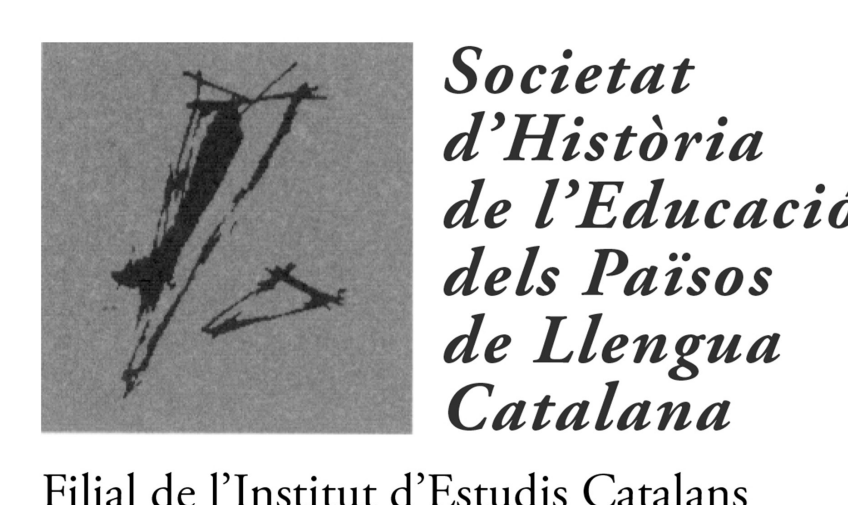 Societat
d’Història
de l’Educació
dels Països
de Llengua
Catalana
Filial de l’Institut d’Estudis Catalans